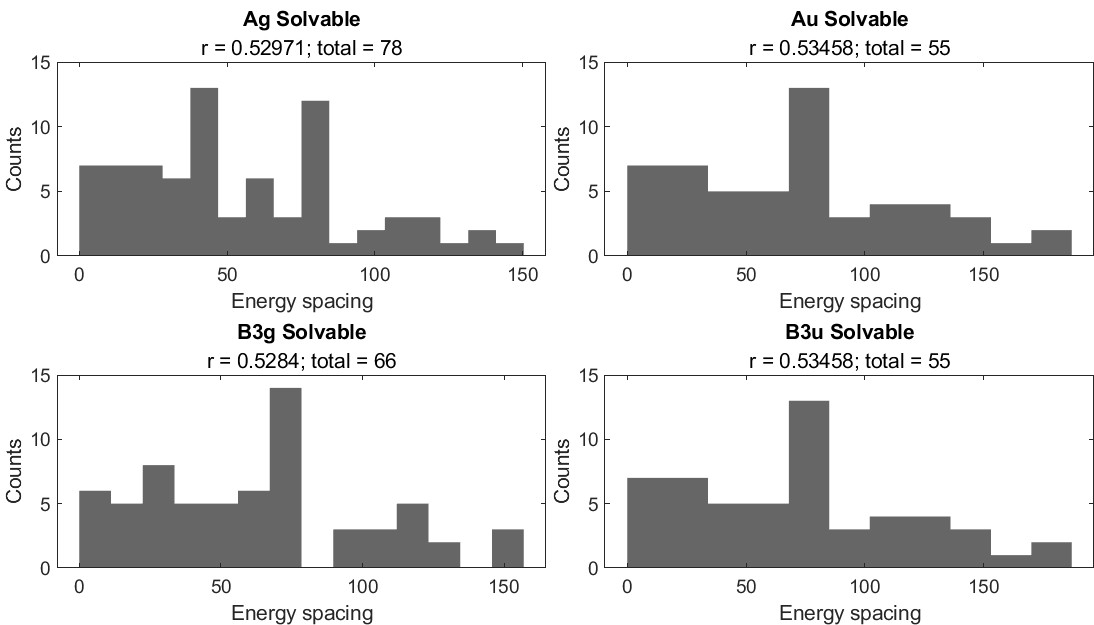 Ag Solvable
r = 0.52971; total = 78
15
10
5
0
Counts
0 50 100 150
Energy spacing
Au Solvable
r = 0.53458; total = 55
15
10
5
0
Counts
0 50 100 150
Energy spacing
B3g Solvable
r = 0.5284; total = 66
15
10
5
0
Counts
0 50 100 150
Energy spacing
B3u Solvable
r = 0.53458; total = 55
15
10
5
0
Counts
0 50 100 150
Energy spacing